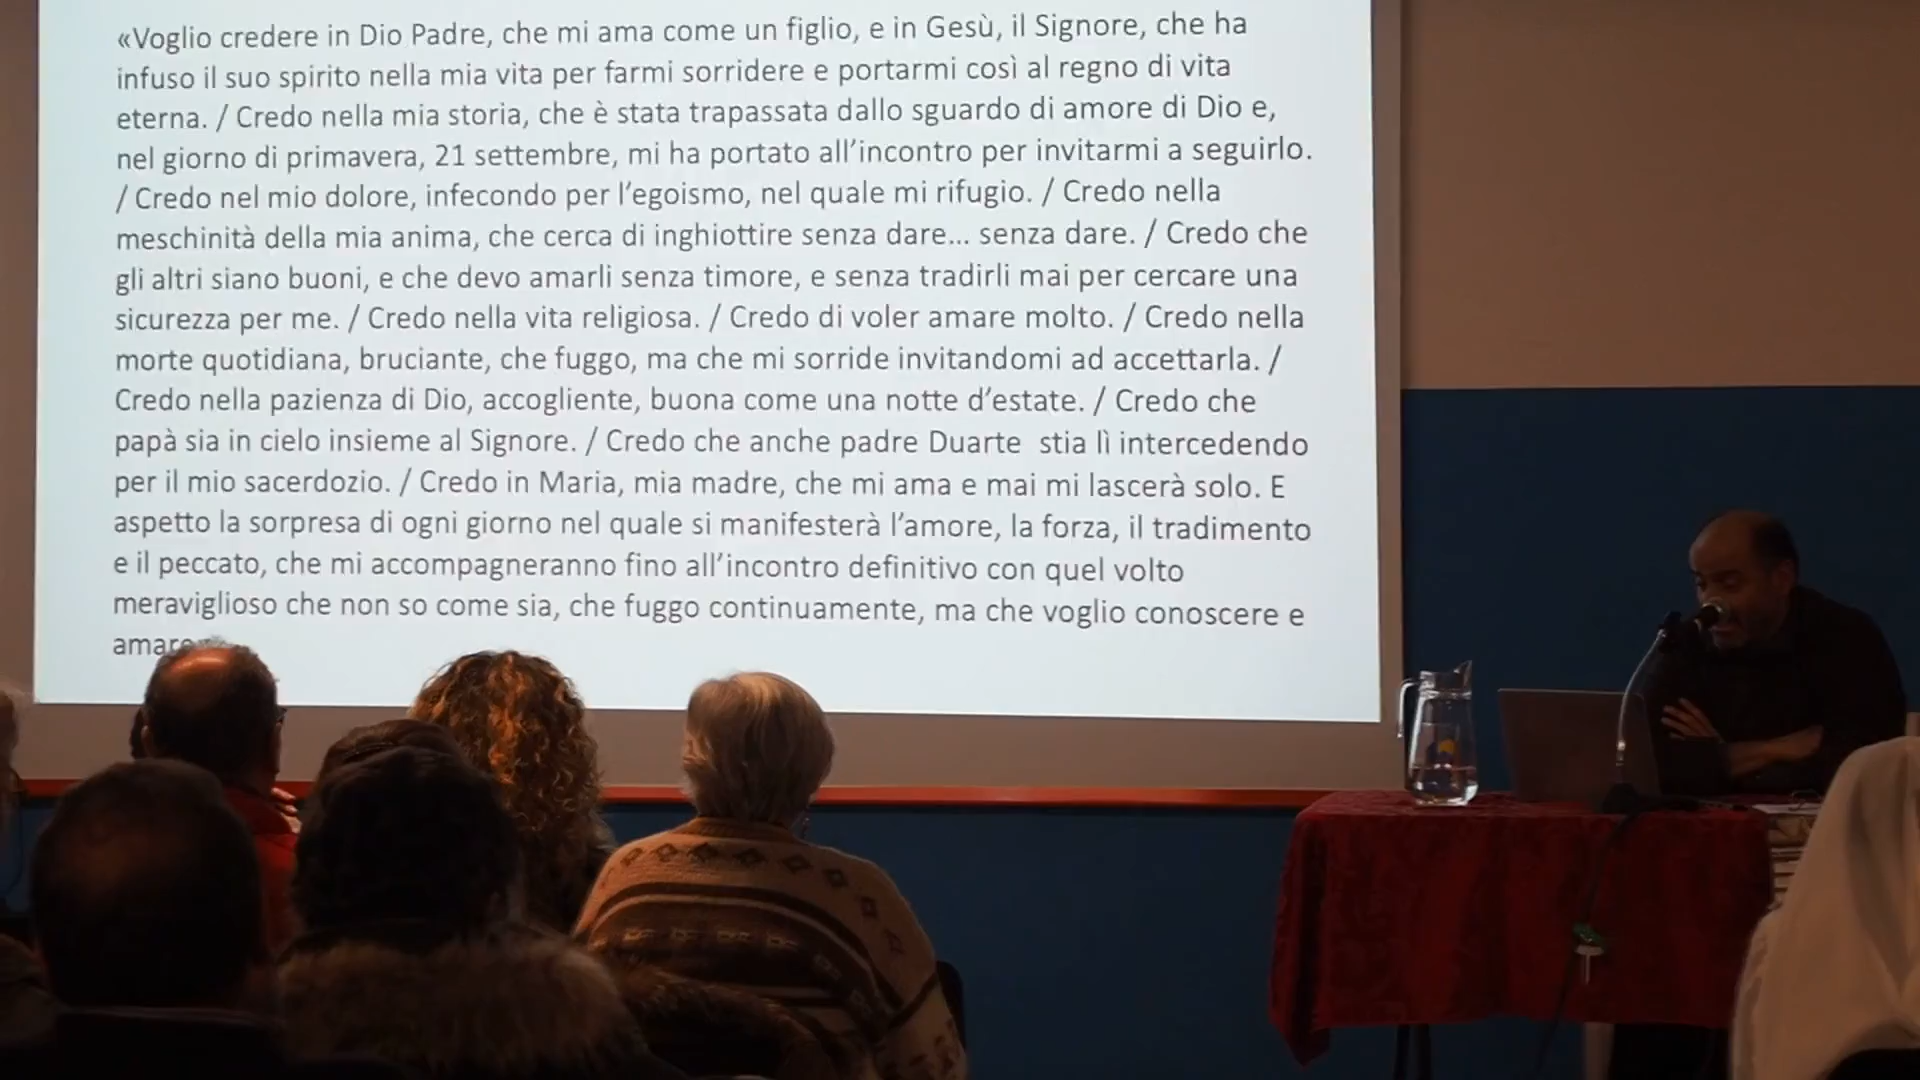 «Voglio credere in Dio Padre, che mi ama come un figlio, e in Gesù, il Signore, che ha
infuso il suo spirito nella mia vita per farmi sorridere e portarmi così al regno di vita
eterna. / Credo nella mia storia, che è stata trapassata dallo sguardo di amore di Dio e,
nel giorno di primavera, 21 settembre, mi ha portato all’incontro per invitarmi a seguirlo.
/ Credo nel mio dolore, infecondo per l’egoismo, nel quale mi rifugio. / Credo nella
meschinità della mia anima, che cerca di inghiottire senza dare... senza dare. / Credo che
gli altri siano buoni, e che devo amarli senza timore, e senza tradirli mai per cercare una
sicurezza per me. / Credo nella vita religiosa. / Credo di voler amare molto. / Credo nella
morte quotidiana, bruciante, che fuggo, ma che mi sorride invitandomi ad accettarla. /
Credo nella pazienza di Dio, accogliente, buona come una notte d’estate. / Credo che
papà sia in cielo insieme al Signore. / Credo che anche padre Duarte stia lì intercedendo
per il mio sacerdozio. / Credo in Maria, mia madre, che mi ama e mai mi lascerà solo. E
aspetto la sorpresa di ogni giorno nel quale si manifesterà l’amore, la forza, il tradimento
e il peccato, che mi accompagneranno fino all’incontro definitivo con quel volto
meraviglioso che non so come sia, che fuggo continuamente, ma che voglio conoscere e
amare